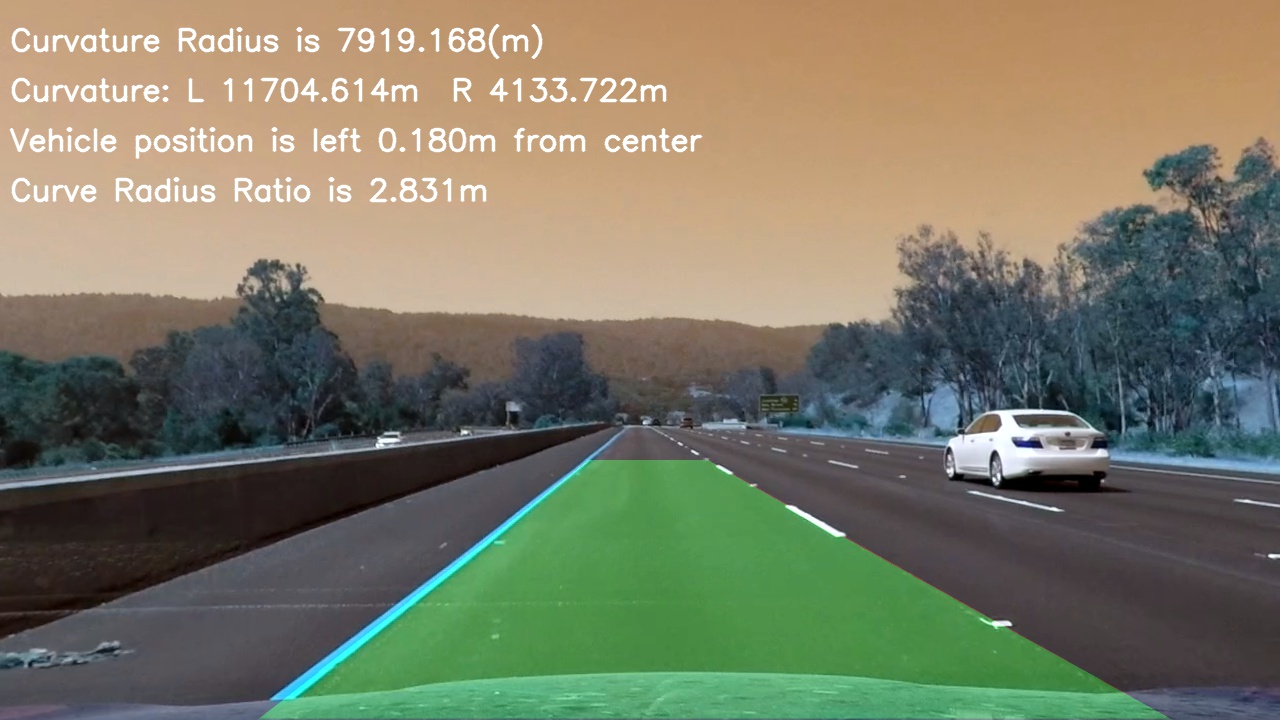 Curvature Radius is 7919.168(m)
Curvature: L 11704.614m R 4133.722m
Vehicle position is left 0.180m from center
Curve Radius Ratio is 2.831m